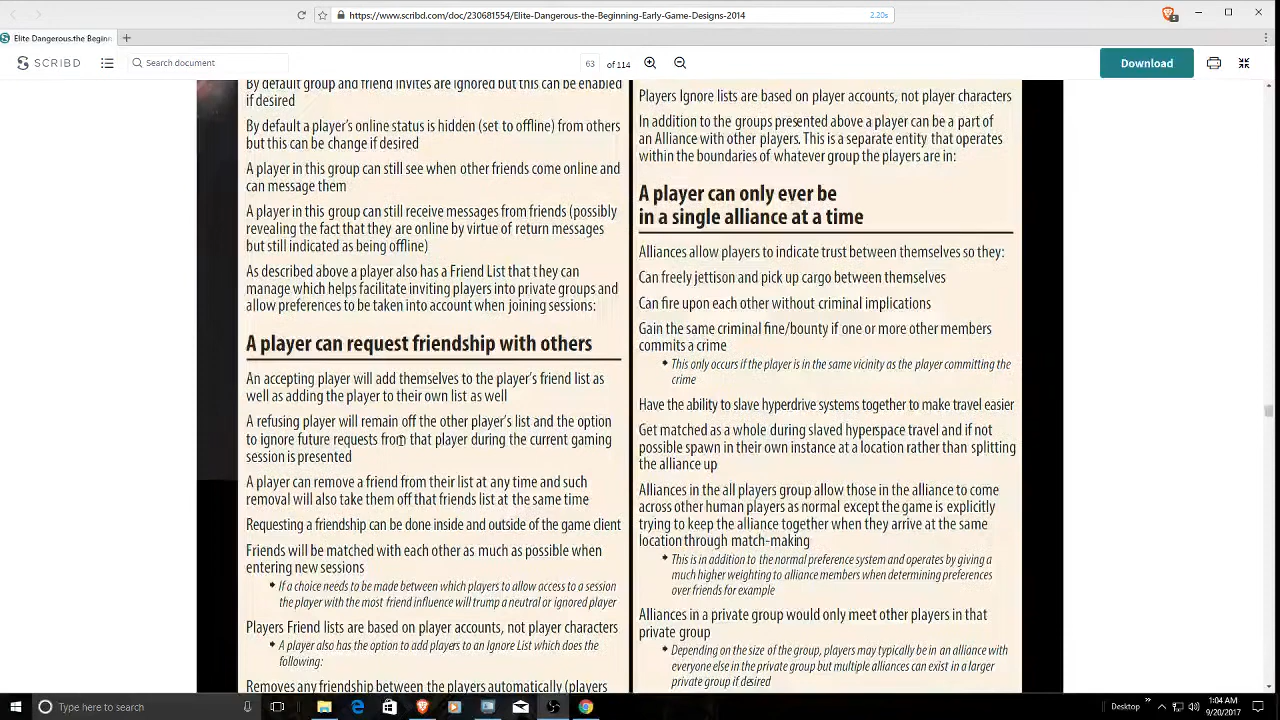 https://www.scribd.com/doc/230681554/Elite-Dangerous-the-Beginning-Early-Game-Designs-2014
2.20s
Elite Dangerous.the Beginn
SCRIBD
Search document
63 of 114
Download
By default group and friend invites are ignored but this can be enabled
if desired
By default a player's online status is hidden (set to offline) from others
but this can be change if desired
A player in this group can still see when other friends come online and
can message them
A player in this group can still receive messages from friends (possibly
revealing the fact that they are online by virtue of return messages
but still indicated as being offline)
As described above a player also has a Friend List that they can
manage which helps facilitate inviting players into private groups and
allow preferences to be taken into account when joining sessions:
A player can request friendship with others
An accepting player will add themselves to the player's friend list as
well as adding the player to their own list as well
A refusing player will remain off the other player's list and the option
to ignore future requests from that player during the current gaming
session is presented
A player can remove a friend from their list at any time and such
removal will also take them off that friends list at the same time
Requesting a friendship can be done inside and outside of the game client
Friends will be matched with each other as much as possible when
entering new sessions
If a choice needs to be made between which players to allow access to a session
the player with the most friend influence will trump a neutral or ignored player
Players Friend lists are based on player accounts, not player characters
A player also has the option to add players to an Ignore List which does the
following:
Removes any friendship between the players automatically (players
Players Ignore lists are based on player accounts, not player characters
In addition to the groups presented above a player can be a part of
an Alliance with other players. This is a separate entity that operates
within the boundaries of whatever group the players are in:
A player can only ever be
in a single alliance at a time
Alliances allow players to indicate trust between themselves so they:
Can freely jettison and pick up cargo between themselves
Can fire upon each other without criminal implications
Gain the same criminal fine/bounty if one or more other members
commits a crime
This only occurs if the player is in the same vicinity as the player committing the
crime
Have the ability to slave hyperdrive systems together to make travel easier
Get matched as a whole during slaved hyperspace travel and if not
possible spawn in their own instance at a location rather than splitting
the alliance up
Alliances in the all players group allow those in the alliance to come
across other human players as normal except the game is explicitly
trying to keep the alliance together when they arrive at the same
location through match-making
This is in addition to the normal preference system and operates by giving a
much higher weighting to alliance members when determining preferences
over friends for example
Alliances in a private group would only meet other players in that
private group
Depending on the size of the group, players may typically be in an alliance with
everyone else in the private group but multiple alliances can exist in a larger
private group if desired
Type here to search
Desktop
1:04 AM
9/20/2017